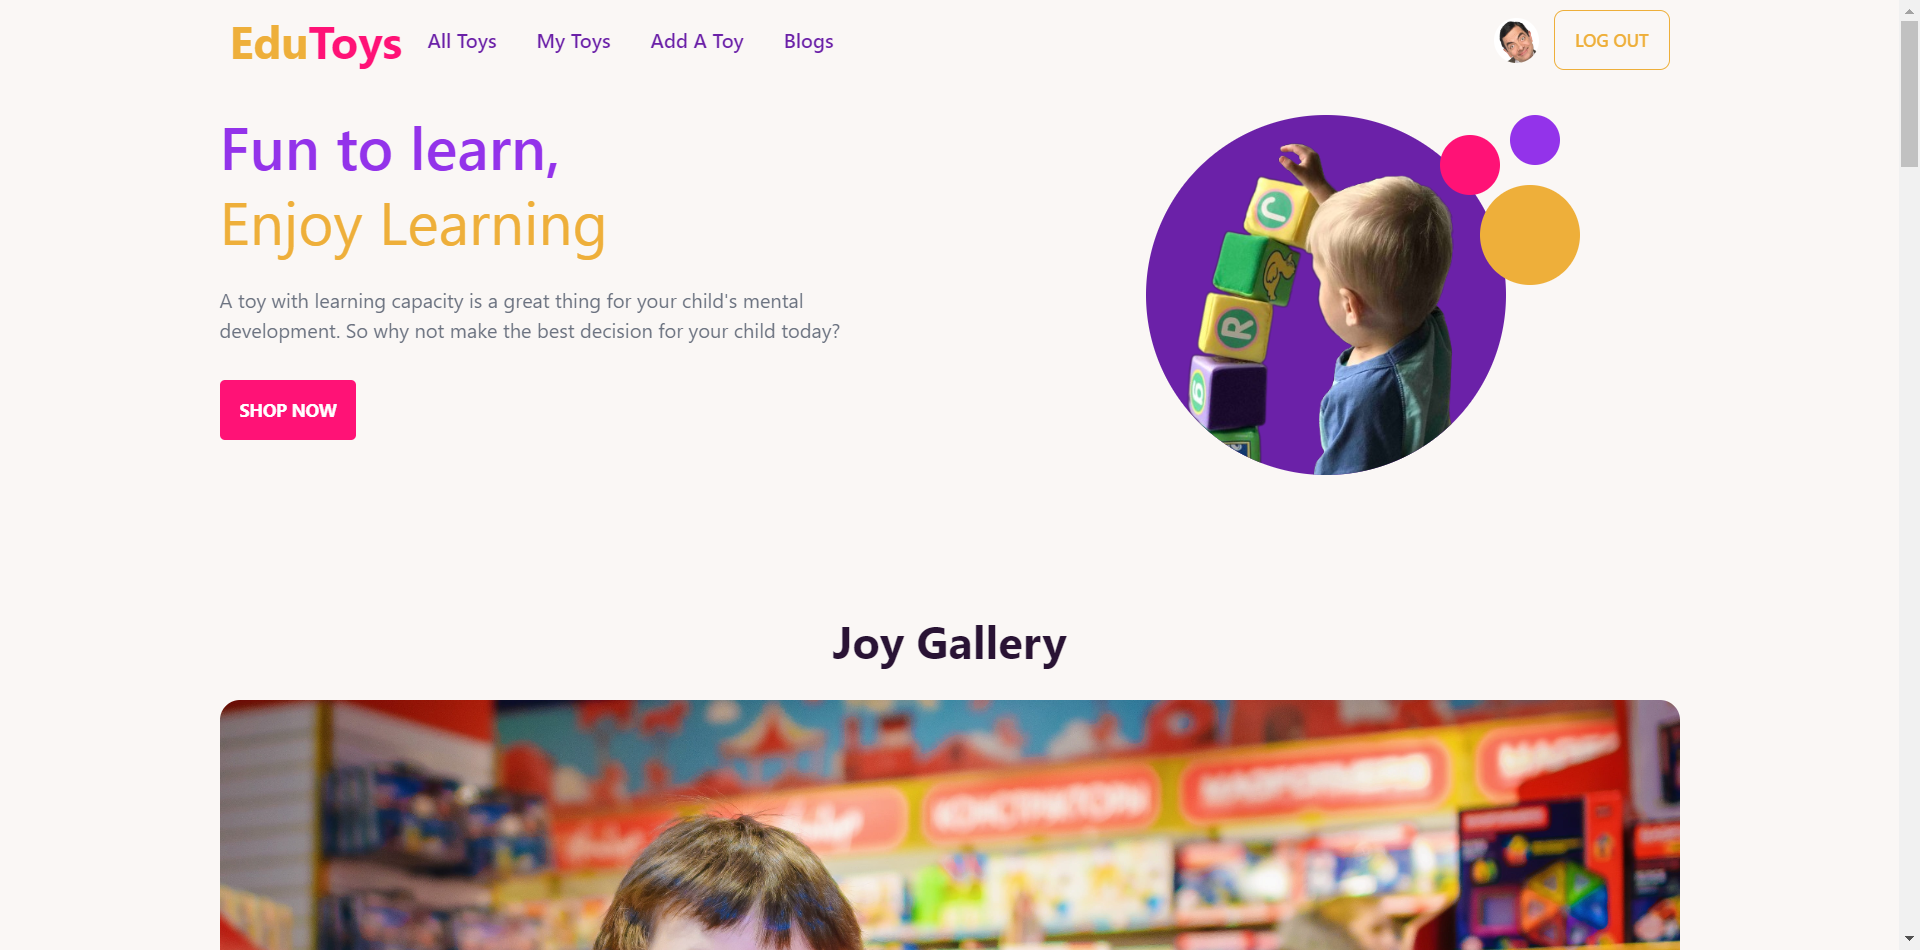 EduToys
All Toys
My Toys
Add A Toy
Blogs
LOG OUT
Fun to learn,
Enjoy Learning
A toy with learning capacity is a great thing for your child's mental
development. So why not make the best decision for your child today?
SHOP NOW
J
R
Joy Gallery